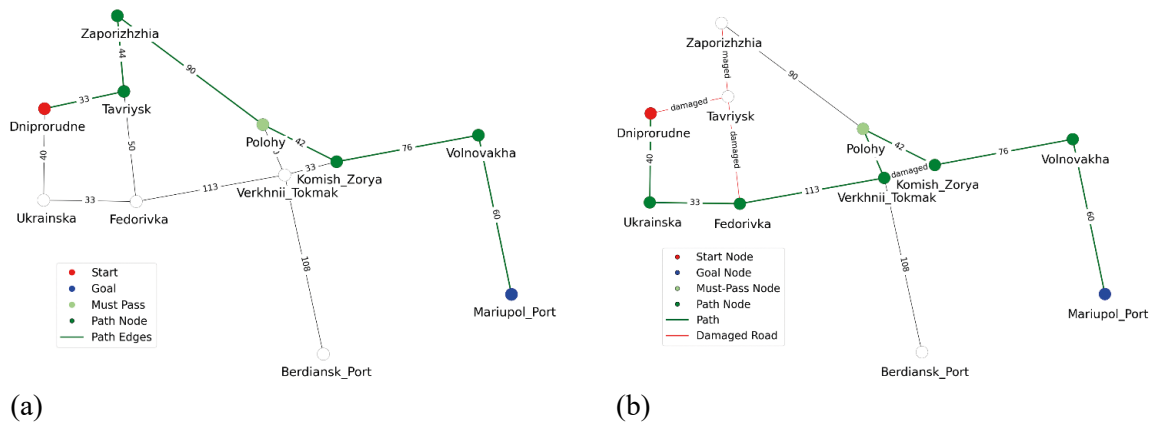 Zaporizhzhia
44
90
33
Tavriysk
Dniprorudne
42
Polohy
40
50
33
76
Volnovakha
Komish_Zorya
Verkhnii_Tokmak
113
33
Ukrainska
Fedorivka
60
108
Start
Goal
Must Pass
Path Node
Path Edges
Mariupol_Port
Berdiansk_Port
(a)
Zaporizhzhia
maged
90
damaged
Tavriysk
Dniprorudne
42
Polohy
40
damaged
76
Volnovakha
damaged
Komish_Zorya
113
Verkhnii_Tokmak
33
Ukrainska
Fedorivka
60
108
Start Node
Goal Node
Must-Pass Node
Path Node
Path
Damaged Road
Mariupol_Port
Berdiansk_Port
(b)